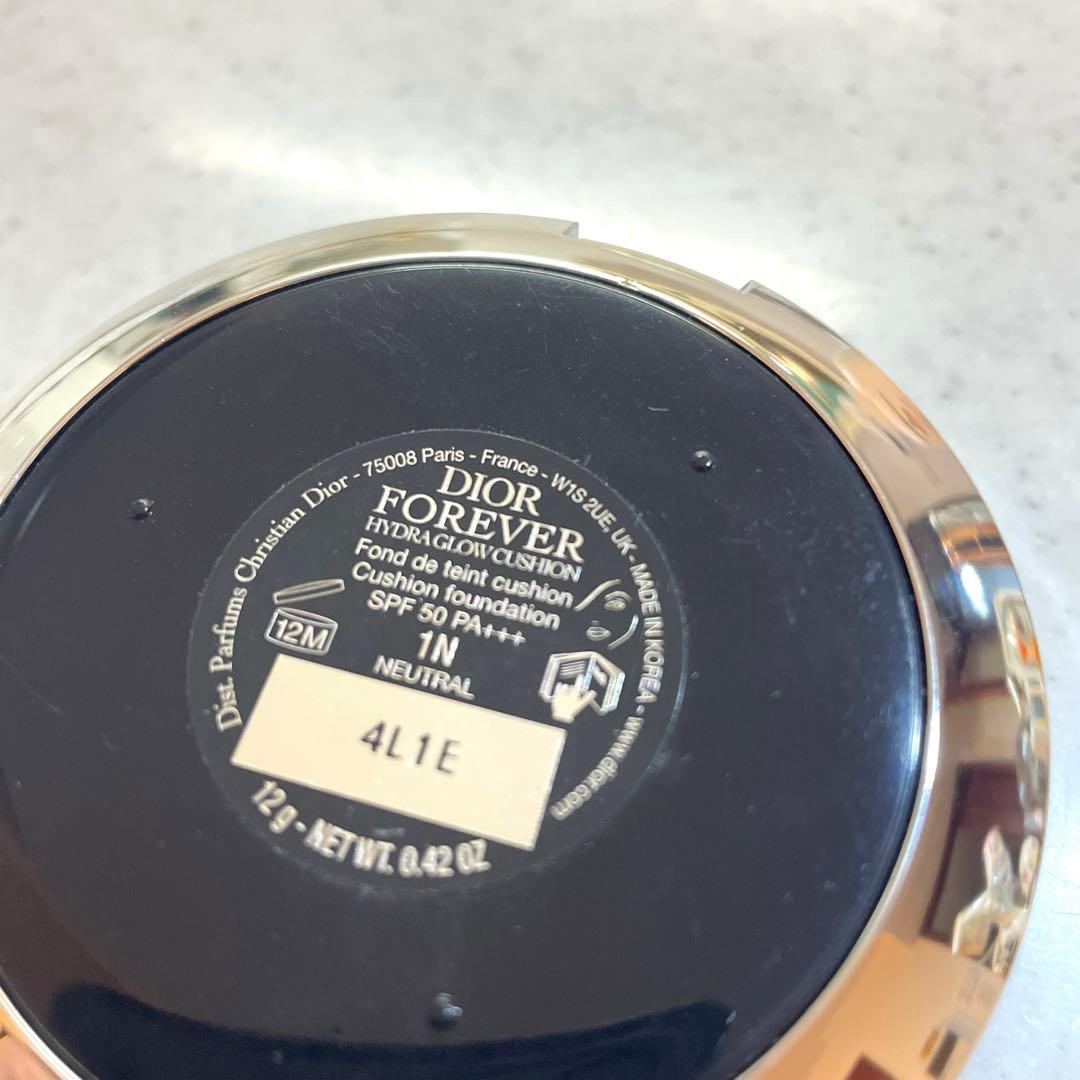 Dist. Parfums Christian Dior - 75008 Paris - France - W1S 2UE, UK - MADE IN KOREA - www.dior.com
DIOR
FOREVER
HYDRA GLOW CUSHION
Fond de teint cushion
Cushion foundation
SPF 50 PA+++
12M
1N
NEUTRAL
4L1E
12 g - NET WT. 0.42 OZ